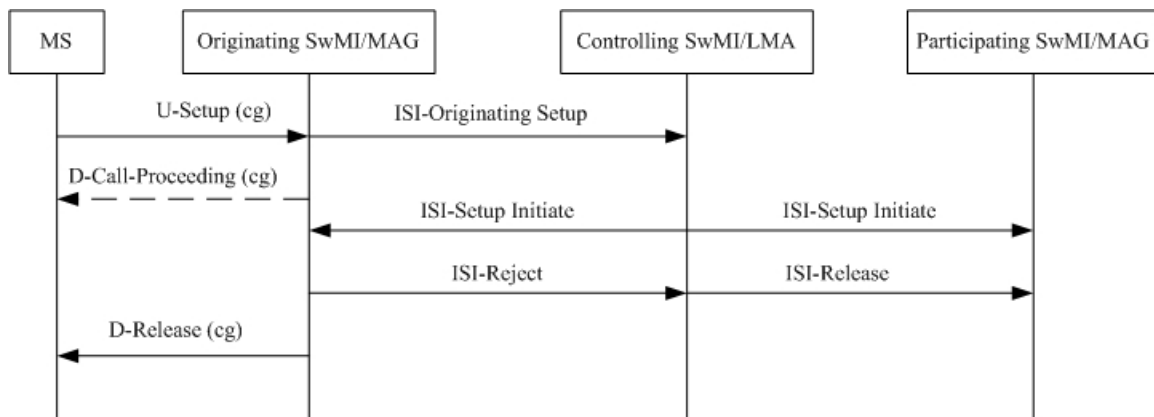 MS
Originating SwMI/MAG
Controlling SwMI/LMA
Participating SwMI/MAG
U-Setup (cg)
ISI-Originating Setup
D-Call-Proceeding (cg)
ISI-Setup Initiate
ISI-Setup Initiate
ISI-Reject
ISI-Release
D-Release (cg)